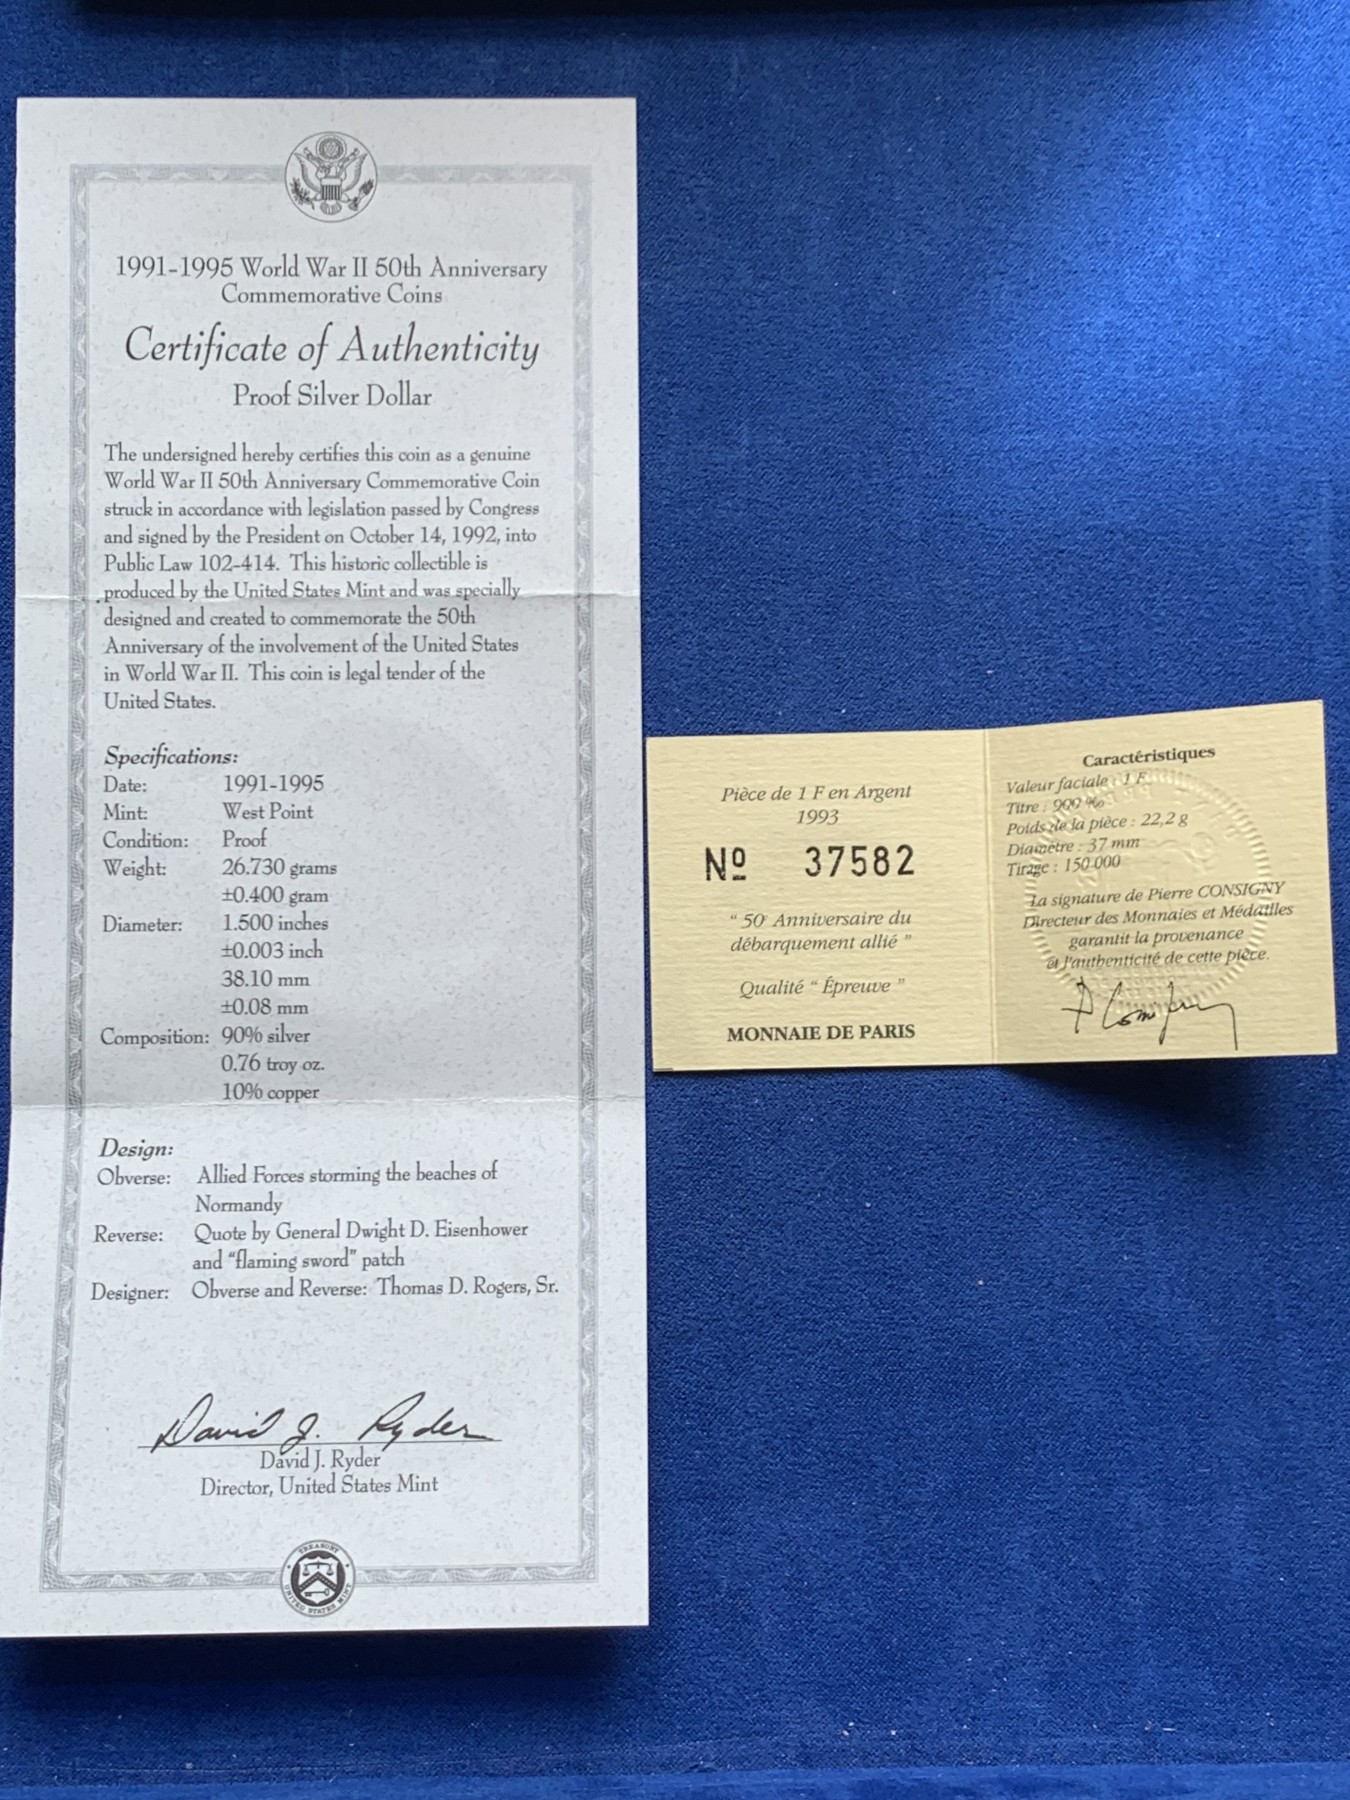 1991-1995 World War II 50th Anniversary
Commemorative Coins
Certificate of Authenticity
Proof Silver Dollar
The undersigned hereby certifies this coin as a genuine
World War II 50th Anniversary Commemorative Coin
struck in accordance with legislation passed by Congress
and signed by the President on October 14, 1992, into
Public Law 102-414. This historic collectible is
produced by the United States Mint and was specially
designed and created to commemorate the 50th
Anniversary of the involvement of the United States
in World War II. This coin is legal tender of the
United States.
Specifications:
Date: 1991-1995
Mint: West Point
Condition: Proof
Weight: 26.730 grams
±0.400 gram
Diameter: 1.500 inches
±0.003 inch
38.10 mm
±0.08 mm
Composition: 90% silver
0.76 troy oz.
10% copper
Design:
Obverse: Allied Forces storming the beaches of
Normandy
Reverse: Quote by General Dwight D. Eisenhower
and "flaming sword" patch
Designer: Obverse and Reverse: Thomas D. Rogers, Sr.
David J. Ryder
David J. Ryder
Director, United States Mint
TREASURY
UNITED STATES MINT
Pièce de 1 F en Argent
1993
Nº 37582
" 50e Anniversaire du
débarquement allié "
Qualité " Épreuve "
MONNAIE DE PARIS
Caractéristiques
Valeur faciale : 1 F
Titre : 900 ‰
Poids de la pièce : 22,2 g
Diamètre : 37 mm
Tirage : 150 000
La signature de Pierre CONSIGNY
Directeur des Monnaies et Médailles
garantit la provenance
et l'authenticité de cette pièce.
P Consigny